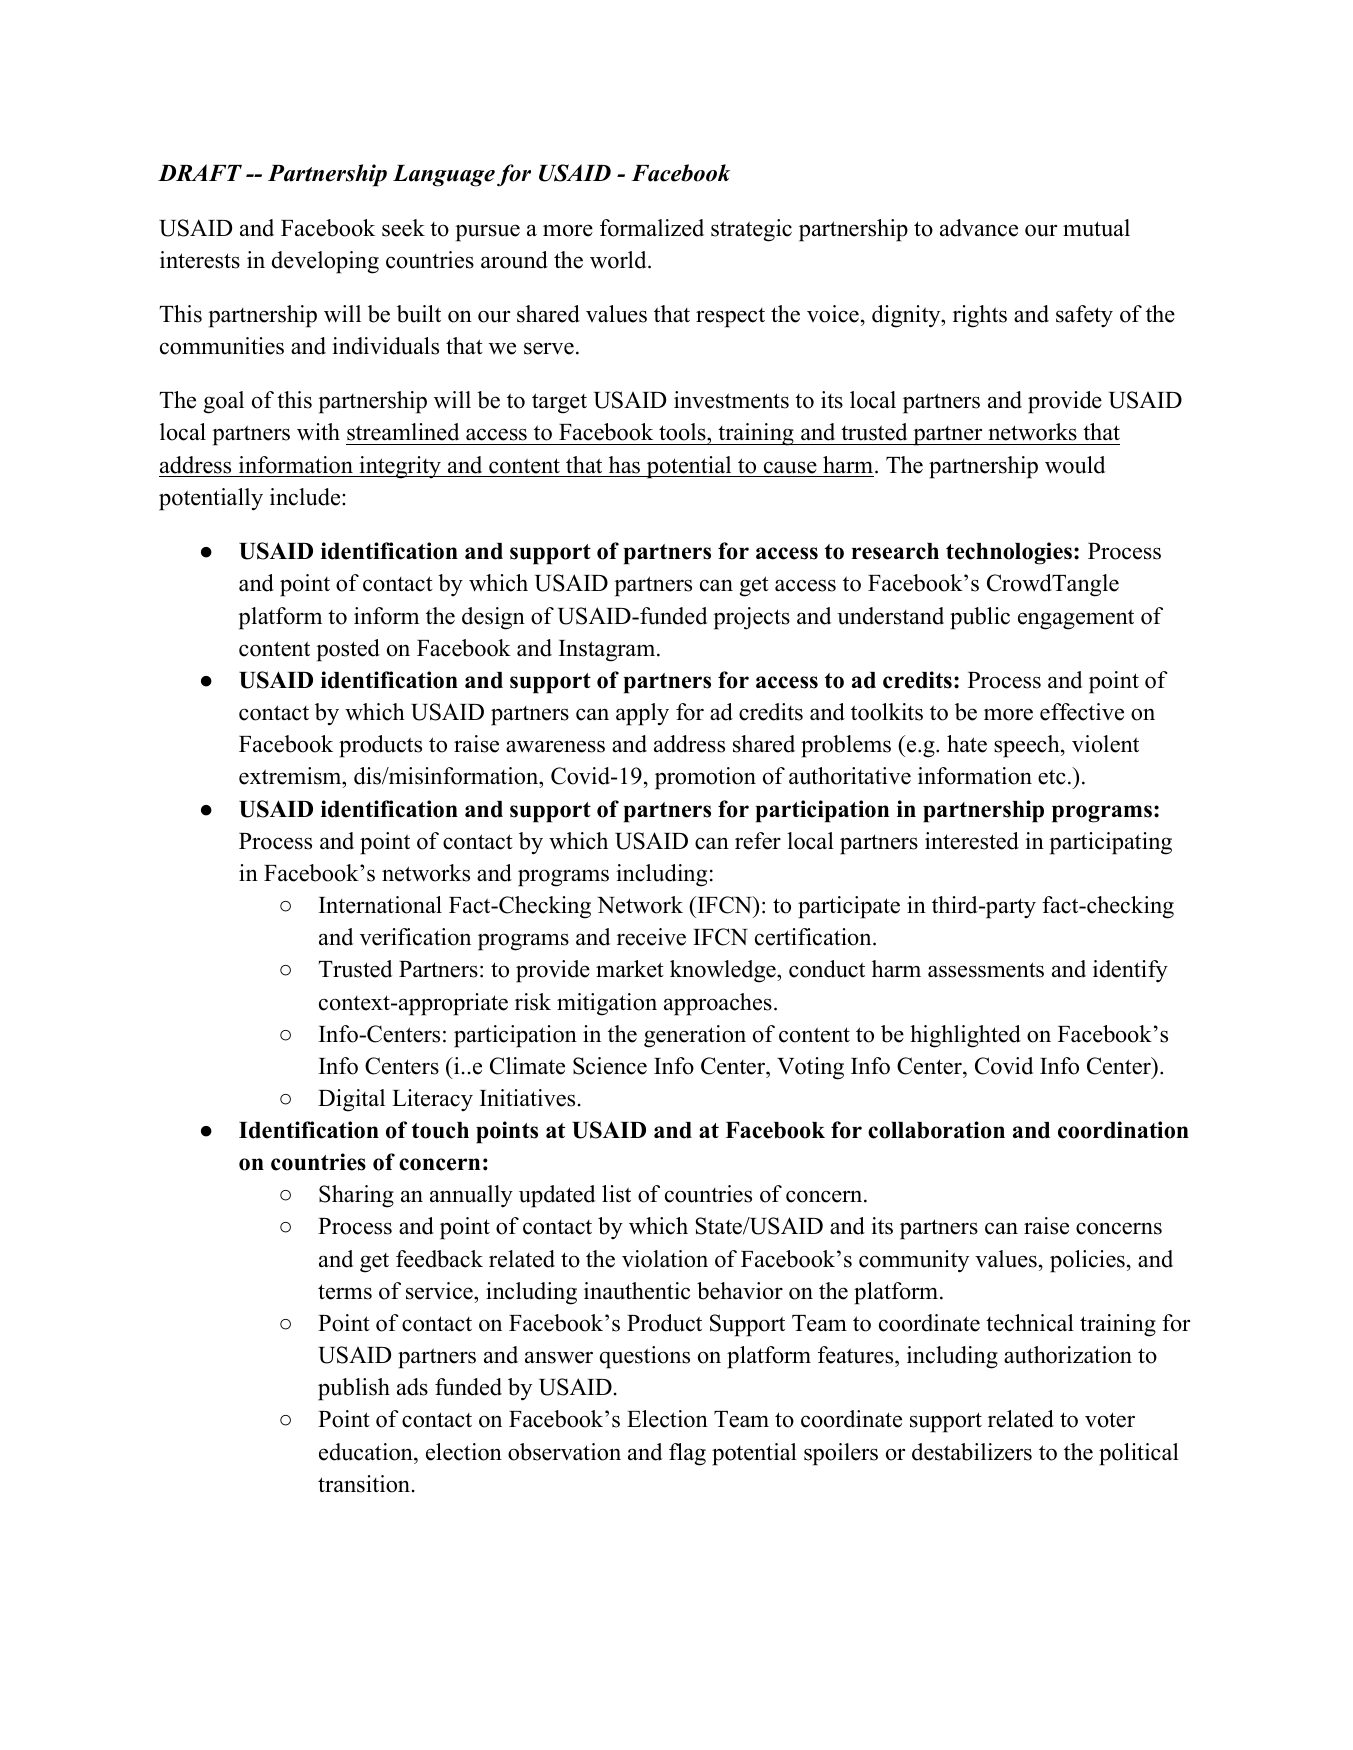 DRAFT -- Partnership Language for USAID - Facebook
USAID and Facebook seek to pursue a more formalized strategic partnership to advance our mutual
interests in developing countries around the world.
This partnership will be built on our shared values that respect the voice, dignity, rights and safety of the
communities and individuals that we serve.
The goal of this partnership will be to target USAID investments to its local partners and provide USAID
local partners with streamlined access to Facebook tools, training and trusted partner networks that
address information integrity and content that has potential to cause harm. The partnership would
potentially include:
● USAID identification and support of partners for access to research technologies: Process
and point of contact by which USAID partners can get access to Facebook’s CrowdTangle
platform to inform the design of USAID-funded projects and understand public engagement of
content posted on Facebook and Instagram.
● USAID identification and support of partners for access to ad credits: Process and point of
contact by which USAID partners can apply for ad credits and toolkits to be more effective on
Facebook products to raise awareness and address shared problems (e.g. hate speech, violent
extremism, dis/misinformation, Covid-19, promotion of authoritative information etc.).
● USAID identification and support of partners for participation in partnership programs:
Process and point of contact by which USAID can refer local partners interested in participating
in Facebook’s networks and programs including:
○ International Fact-Checking Network (IFCN): to participate in third-party fact-checking
and verification programs and receive IFCN certification.
○ Trusted Partners: to provide market knowledge, conduct harm assessments and identify
context-appropriate risk mitigation approaches.
○ Info-Centers: participation in the generation of content to be highlighted on Facebook’s
Info Centers (i..e Climate Science Info Center, Voting Info Center, Covid Info Center).
○ Digital Literacy Initiatives.
● Identification of touch points at USAID and at Facebook for collaboration and coordination
on countries of concern:
○ Sharing an annually updated list of countries of concern.
○ Process and point of contact by which State/USAID and its partners can raise concerns
and get feedback related to the violation of Facebook’s community values, policies, and
terms of service, including inauthentic behavior on the platform.
○ Point of contact on Facebook’s Product Support Team to coordinate technical training for
USAID partners and answer questions on platform features, including authorization to
publish ads funded by USAID.
○ Point of contact on Facebook’s Election Team to coordinate support related to voter
education, election observation and flag potential spoilers or destabilizers to the political
transition.